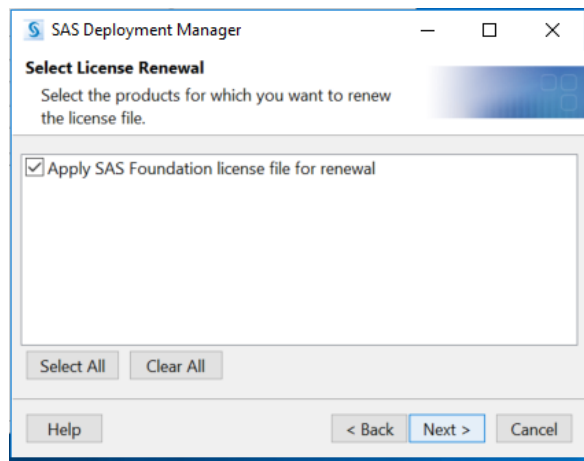 SAS Deployment Manager
Select License Renewal
Select the products for which you want to renew
the license file.
Apply SAS Foundation license file for renewal
Select All
Clear All
Help
< Back
Next >
Cancel